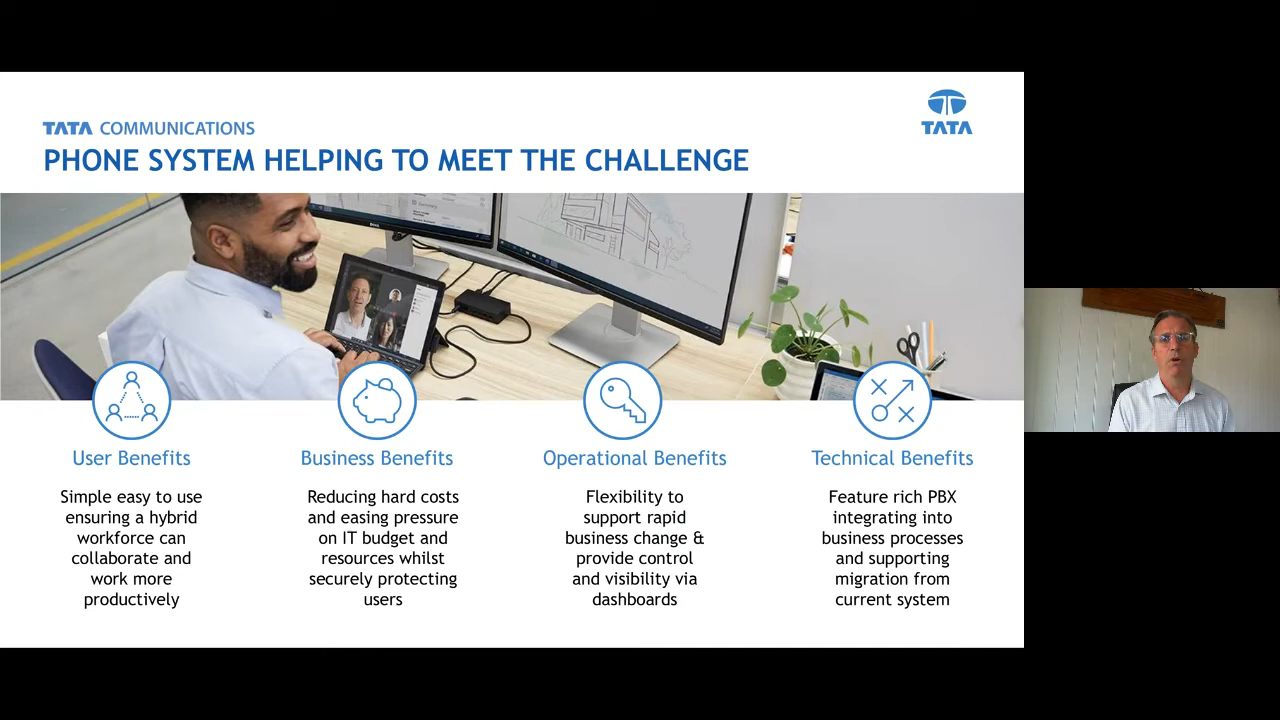 TATA COMMUNICATIONS
TATA
PHONE SYSTEM HELPING TO MEET THE CHALLENGE
User Benefits
Simple easy to use
ensuring a hybrid
workforce can
collaborate and
work more
productively
Business Benefits
Reducing hard costs
and easing pressure
on IT budget and
resources whilst
securely protecting
users
Operational Benefits
Flexibility to
support rapid
business change &
provide control
and visibility via
dashboards
Technical Benefits
Feature rich PBX
integrating into
business processes
and supporting
migration from
current system